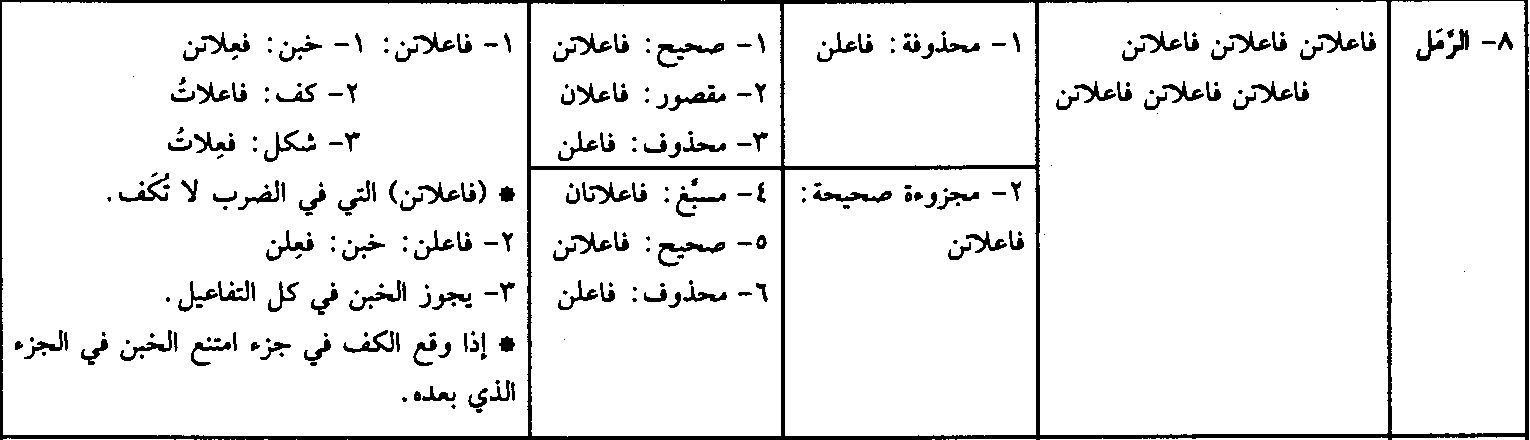 ٨- الرَّمَل
فاعلاتن فاعلاتن فاعلاتن
فاعلاتن فاعلاتن فاعلاتن
١- محذوفة: فاعلن
٢- مجزوءة صحيحة:
فاعلاتن
١- صحيح: فاعلاتن
٢- مقصور: فاعلان
٣- محذوف: فاعلن
٤- مسبَّغ: فاعلاتان
٥- صحيح: فاعلاتن
٦- محذوف: فاعلن
١- فاعلاتن: ١- خبن: فعِلاتن
٢- كف: فاعلاتُ
٣- شكل: فعِلاتُ
* (فاعلاتن) التي في الضرب لا تُكَف.
٢- فاعلن: خبن: فعِلن
٣- يجوز الخبن في كل التفاعيل.
* إذا وقع الكف في جزء امتنع الخبن في الجزء
الذي بعده.